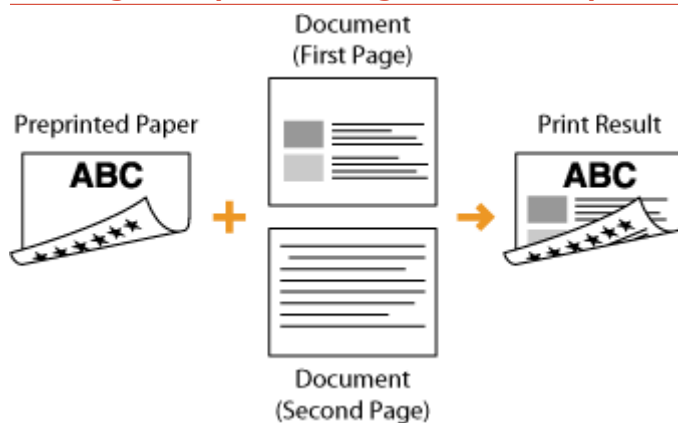 Document
(First Page)
Preprinted Paper
ABC
Print Result
ABC
Document
(Second Page)